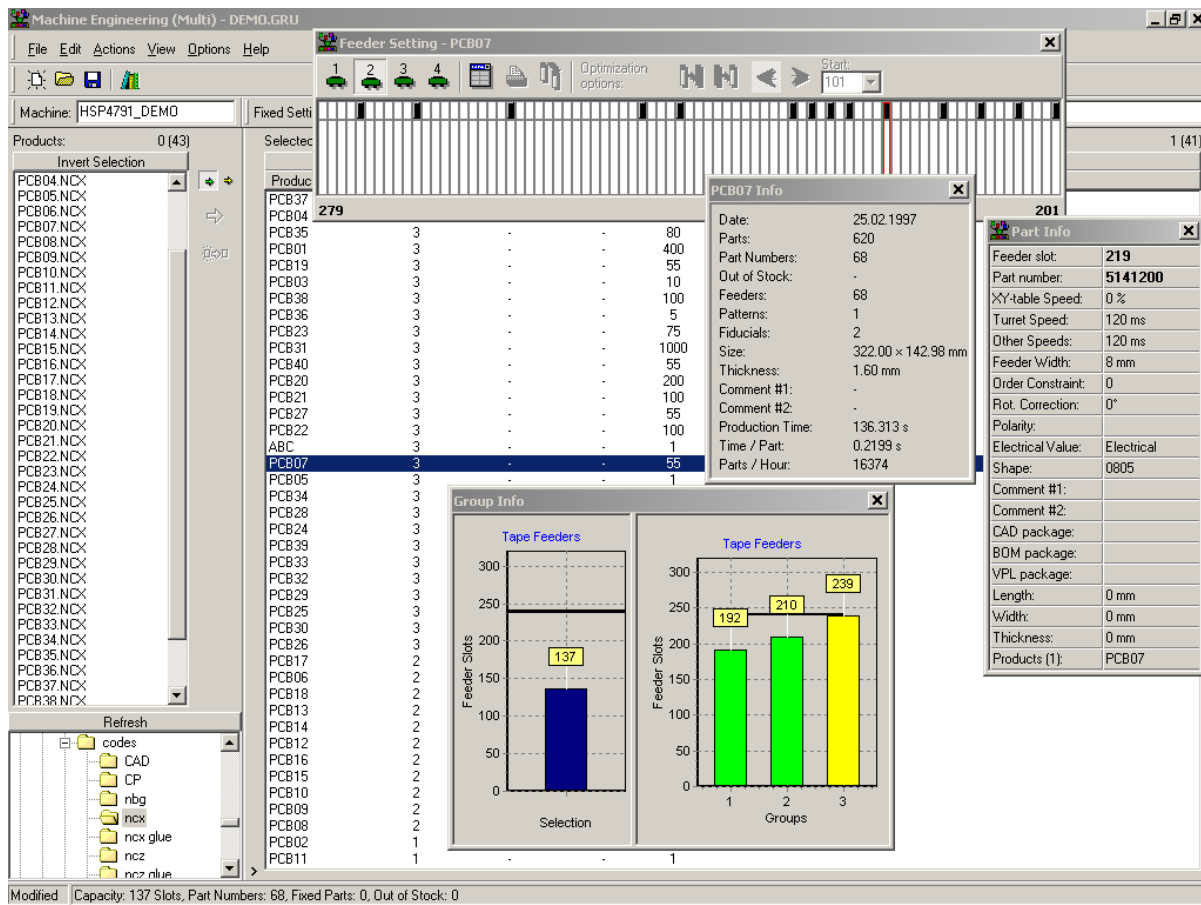 Machine Engineering (Multi) - DEMO.GRU
File Edit Actions View Options Help
Machine: HSP4791_DEMO
Fixed Setti
Products: 0 (43)
Invert Selection
PCB04.NCX
PCB05.NCX
PCB06.NCX
PCB07.NCX
PCB08.NCX
PCB09.NCX
PCB10.NCX
PCB11.NCX
PCB12.NCX
PCB13.NCX
PCB14.NCX
PCB15.NCX
PCB16.NCX
PCB17.NCX
PCB18.NCX
PCB19.NCX
PCB20.NCX
PCB21.NCX
PCB22.NCX
PCB23.NCX
PCB24.NCX
PCB25.NCX
PCB26.NCX
PCB27.NCX
PCB28.NCX
PCB29.NCX
PCB30.NCX
PCB31.NCX
PCB32.NCX
PCB33.NCX
PCB34.NCX
PCB35.NCX
PCB36.NCX
PCB37.NCX
PCB38.NCX
Refresh
codes
CAD
CP
nbg
ncx
ncx glue
ncz
ncz glue
Selected
1 (41)
Produc
PCB37
PCB04
PCB35 3 - - 80
PCB01 3 - - 400
PCB19 3 - - 55
PCB03 3 - - 10
PCB38 3 - - 100
PCB36 3 - - 5
PCB23 3 - - 75
PCB31 3 - - 1000
PCB40 3 - - 55
PCB20 3 - - 200
PCB21 3 - - 100
PCB27 3 - - 55
PCB22 3 - - 100
ABC 3 - - 1
PCB07 3 - - 55
PCB05 3 - - 1
PCB34 3
PCB28 3
PCB24 3
PCB39 3
PCB33 3
PCB32 3
PCB29 3
PCB25 3
PCB30 3
PCB26 3
PCB17 2
PCB06 2
PCB18 2
PCB13 2
PCB14 2
PCB12 2
PCB16 2
PCB15 2
PCB10 2
PCB09 2
PCB08 2
PCB02 1
PCB11 1 - - 1
Feeder Setting - PCB07
1 2 3 4
Optimization options:
Start:
101
279 201
PCB07 Info
Date: 25.02.1997
Parts: 620
Part Numbers: 68
Out of Stock: -
Feeders: 68
Patterns: 1
Fiducials: 2
Size: 322.00 × 142.98 mm
Thickness: 1.60 mm
Comment #1: -
Comment #2: -
Production Time: 136.313 s
Time / Part: 0.2199 s
Parts / Hour: 16374
Part Info
Feeder slot: 219
Part number: 5141200
XY-table Speed: 0 %
Turret Speed: 120 ms
Other Speeds: 120 ms
Feeder Width: 8 mm
Order Constraint: 0
Rot. Correction: 0°
Polarity:
Electrical Value: Electrical
Shape: 0805
Comment #1:
Comment #2:
CAD package:
BOM package:
VPL package:
Length: 0 mm
Width: 0 mm
Thickness: 0 mm
Products (1): PCB07
Group Info
Tape Feeders
Feeder Slots
300
250
200
150
100
50
0
137
Selection
Tape Feeders
Feeder Slots
300
250
200
150
100
50
0
192 210 239
1 2 3
Groups
Modified Capacity: 137 Slots, Part Numbers: 68, Fixed Parts: 0, Out of Stock: 0